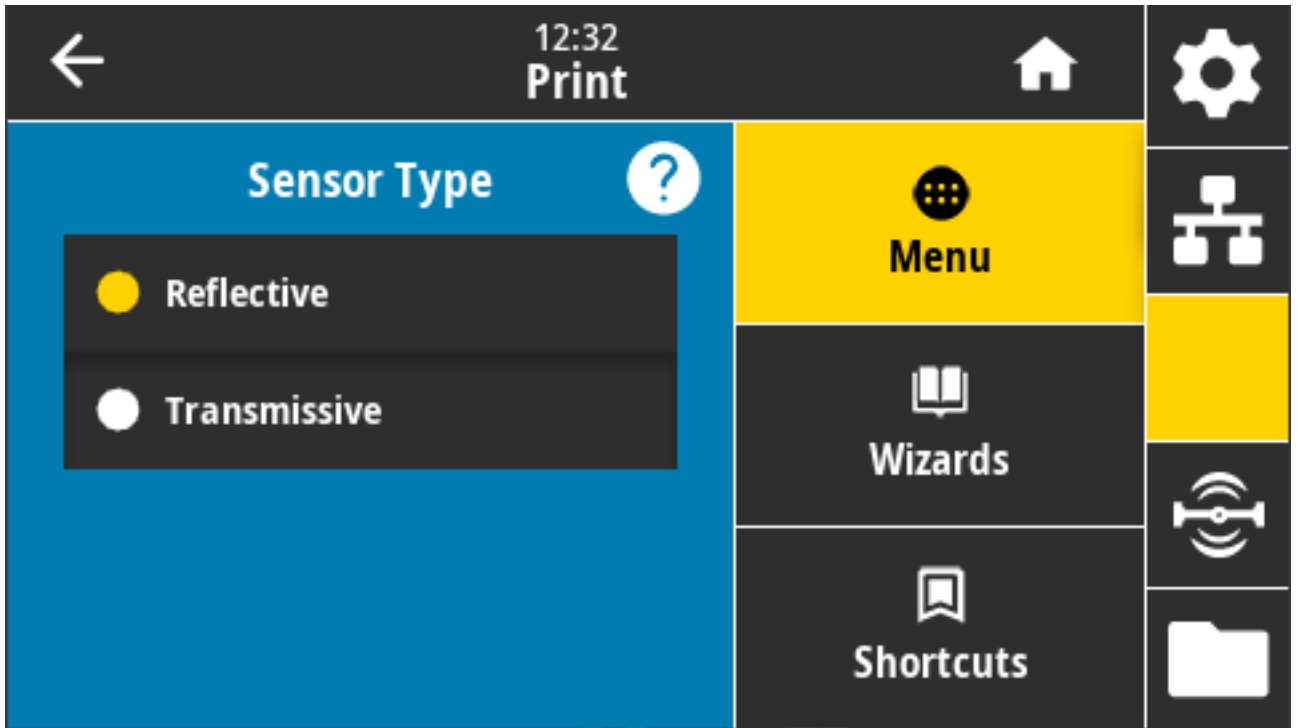 12:32
Print
Sensor Type
?
Reflective
Transmissive
Menu
Wizards
Shortcuts